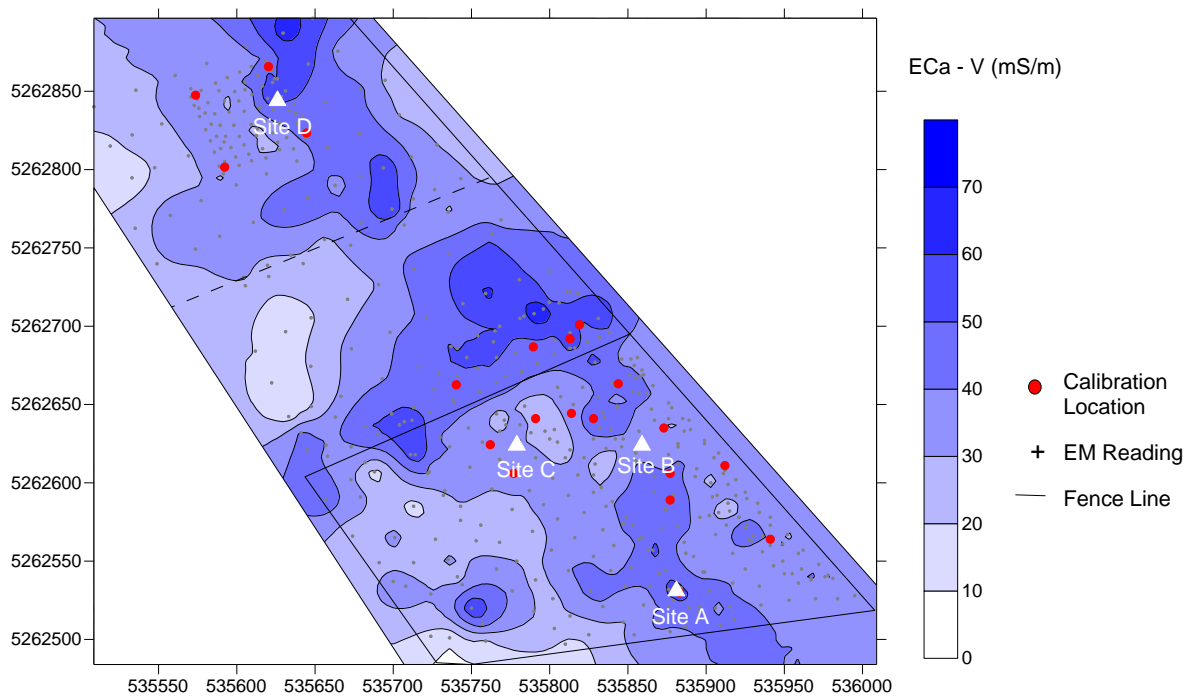 ECa - V (mS/m)
5262850
5262800
5262750
5262700
5262650
5262600
5262550
5262500
535550 535600 535650 535700 535750 535800 535850 535900 535950 536000
Site D
Site C
Site B
Site A
70
60
50
40
30
20
10
0
Calibration
Location
EM Reading
Fence Line